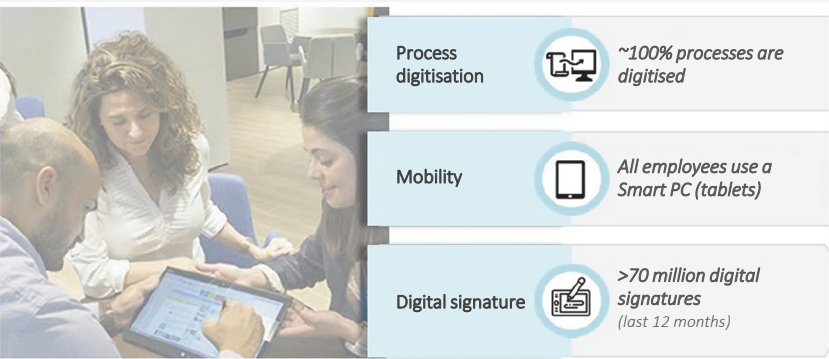 Process
digitisation
~100% processes are
digitised
Mobility
All employees use a
Smart PC (tablets)
Digital signature
>70 million digital
signatures
(last 12 months)